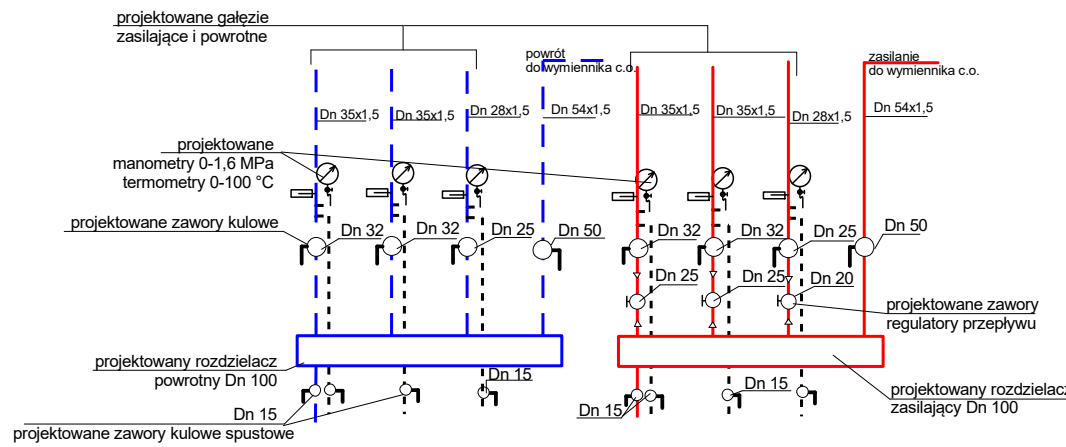 projektowane gałęzie
zasilające i powrotne
powrót
do wymiennika c.o.
zasilanie
do wymiennika c.o.
Dn 35x1,5
Dn 35x1,5
Dn 28x1,5
Dn 54x1,5
Dn 35x1,5
Dn 35x1,5
Dn 28x1,5
Dn 54x1,5
projektowane
manometry 0-1,6 MPa
termometry 0-100 °C
projektowane zawory kulowe
Dn 32
Dn 32
Dn 25
Dn 50
Dn 32
Dn 32
Dn 25
Dn 50
Dn 25
Dn 25
Dn 20
projektowane zawory
regulatory przepływu
projektowany rozdzielacz
powrotny Dn 100
projektowany rozdzielacz
zasilający Dn 100
Dn 15
Dn 15
Dn 15
Dn 15
projektowane zawory kulowe spustowe